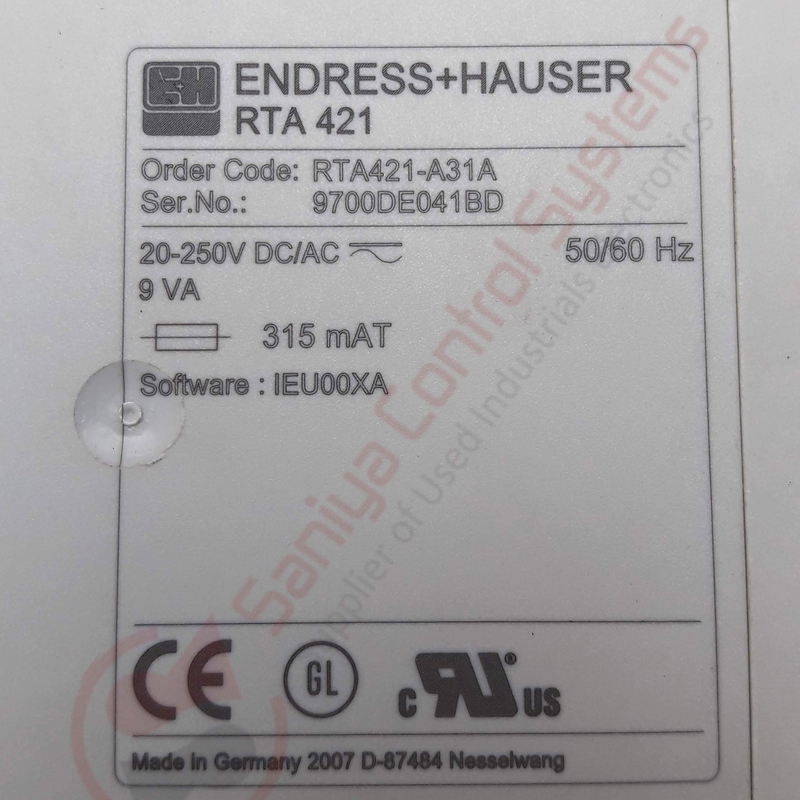 E+H
ENDRESS+HAUSER
RTA 421
Order Code: RTA421-A31A
Ser.No.: 9700DE041BD
20-250V DC/AC 50/60 Hz
9 VA
315 mAT
Software : IEU00XA
CE GL c RU US
Made in Germany 2007 D-87484 Nesselwang
Saniya Control Systems
Supplier of Used Industrials Electronics